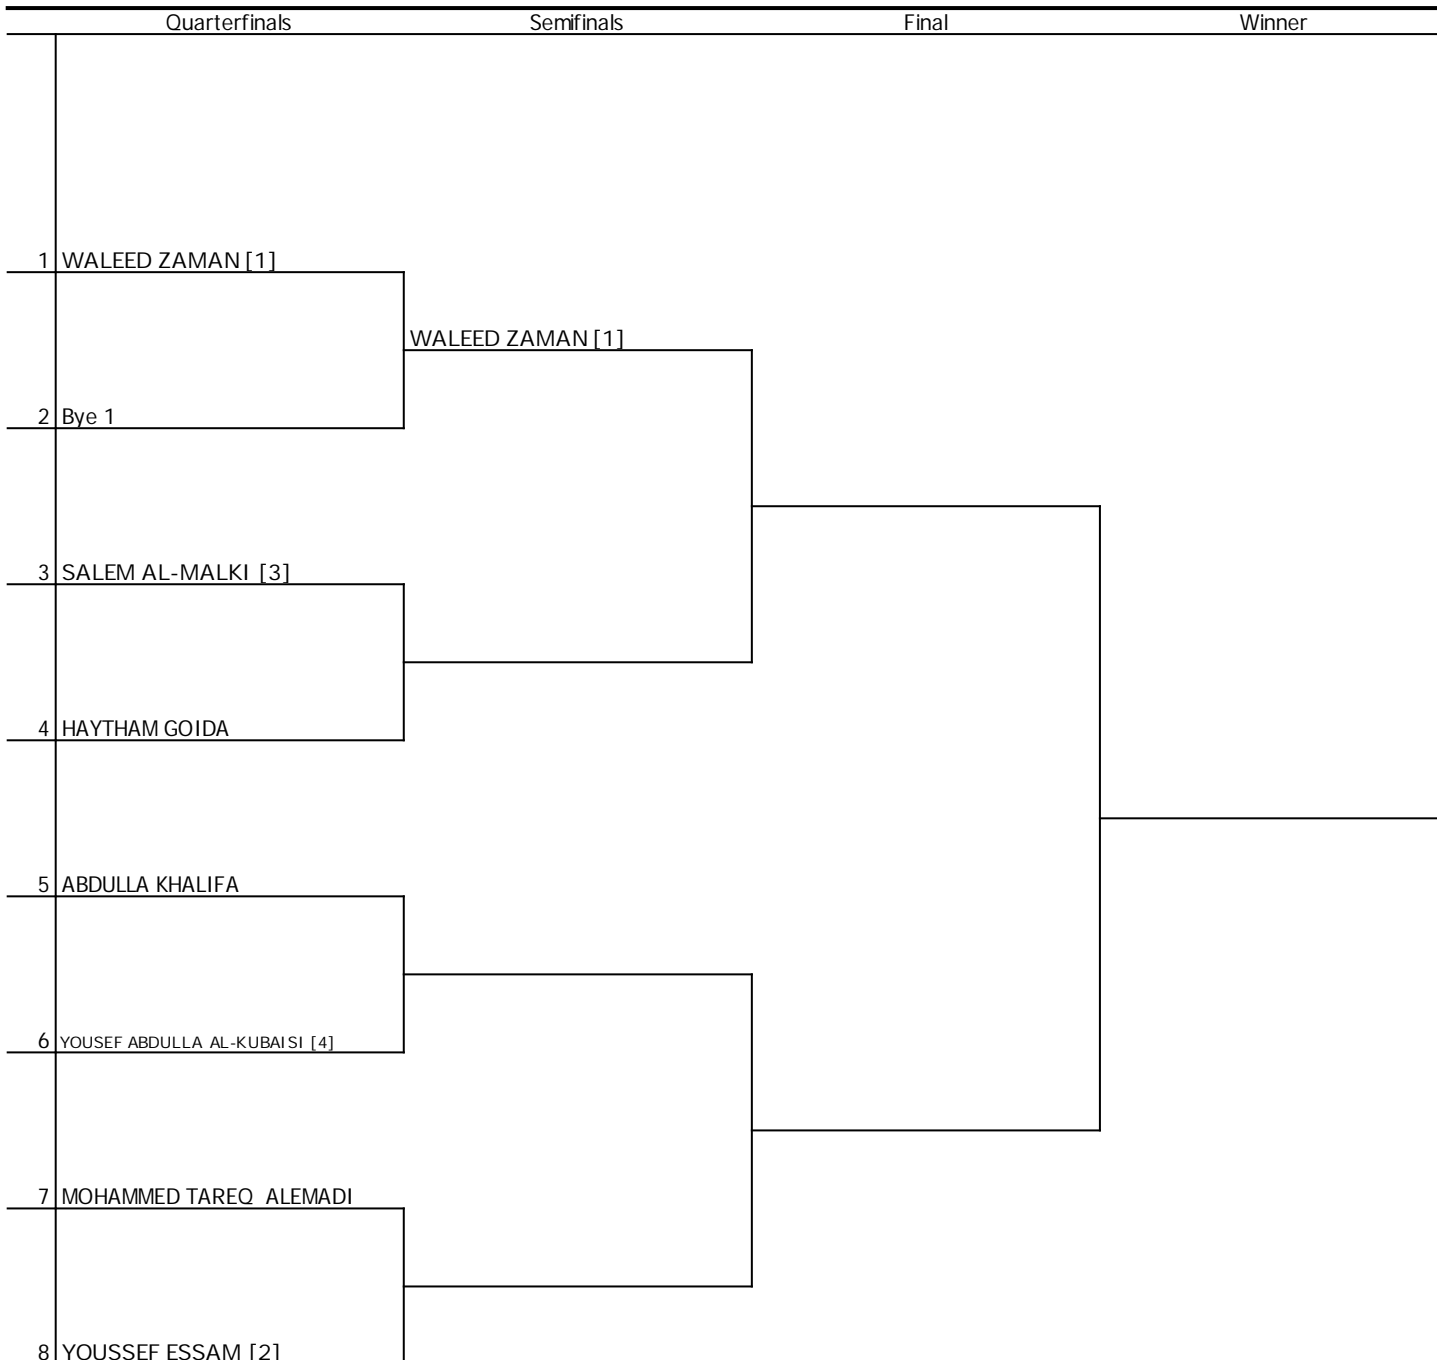 Quarterfinals Semifinals Final Winner
1 WALEED ZAMAN [1]
WALEED ZAMAN [1]
2 Bye 1
3 SALEM AL-MALKI [3]
4 HAYTHAM GOIDA
5 ABDULLA KHALIFA
6 YOUSEF ABDULLA AL-KUBAISI [4]
7 MOHAMMED TAREQ ALEMADI
8 YOUSSEF ESSAM [2]